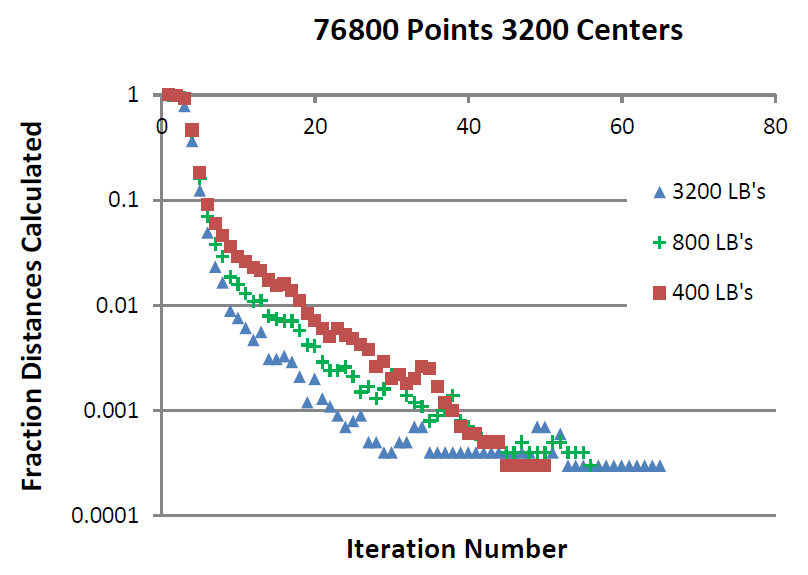 76800 Points 3200 Centers
Fraction Distances Calculated
1
0.1
0.01
0.001
0.0001
0 20 40 60 80
3200 LB's
800 LB's
400 LB's
Iteration Number